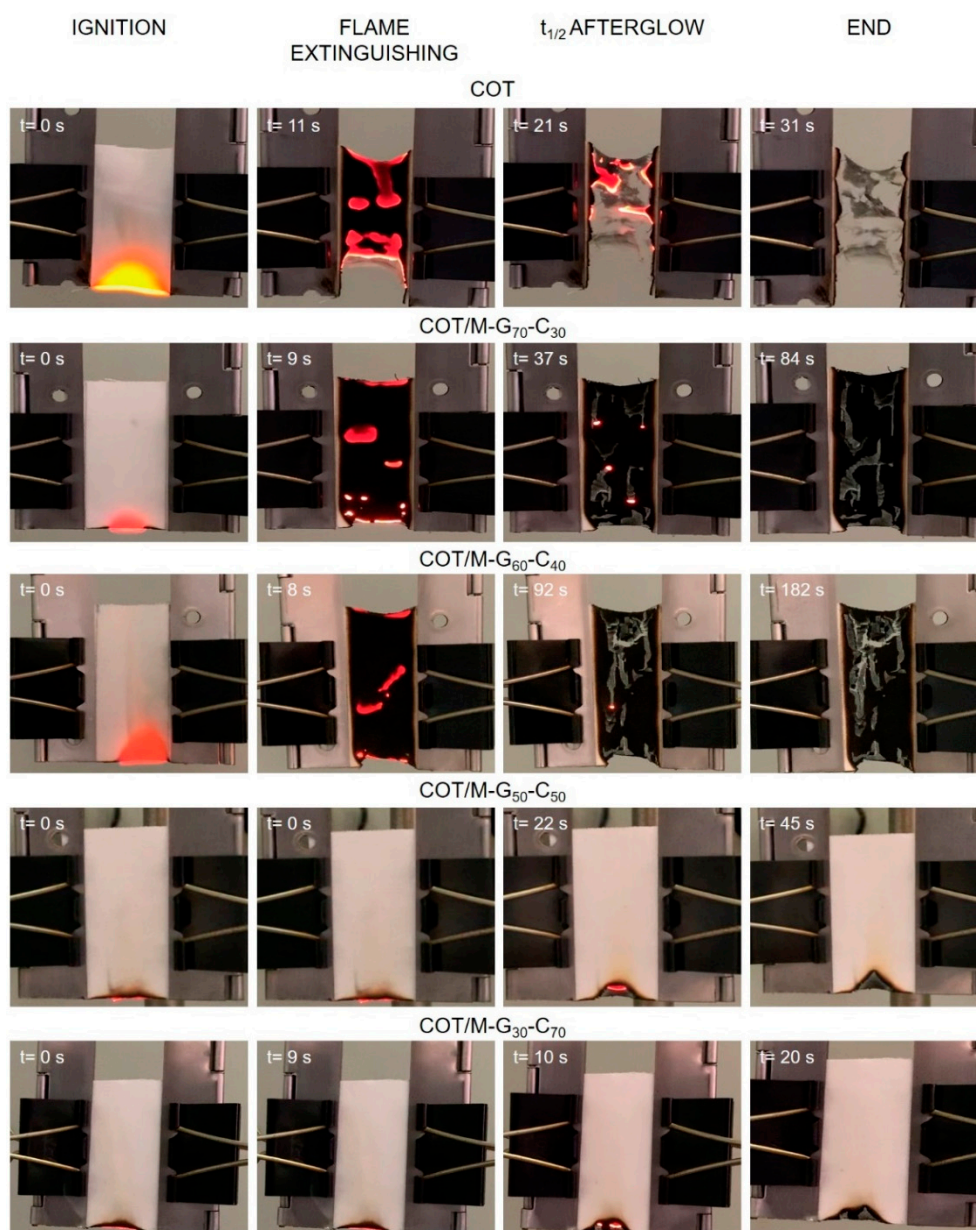 IGNITION FLAME EXTINGUISHING t1/2 AFTERGLOW END
COT
t= 0 s t= 11 s t= 21 s t= 31 s
COT/M-G70-C30
t= 0 s t= 9 s t= 37 s t= 84 s
COT/M-G60-C40
t= 0 s t= 8 s t= 92 s t= 182 s
COT/M-G50-C50
t= 0 s t= 0 s t= 22 s t= 45 s
COT/M-G30-C70
t= 0 s t= 9 s t= 10 s t= 20 s